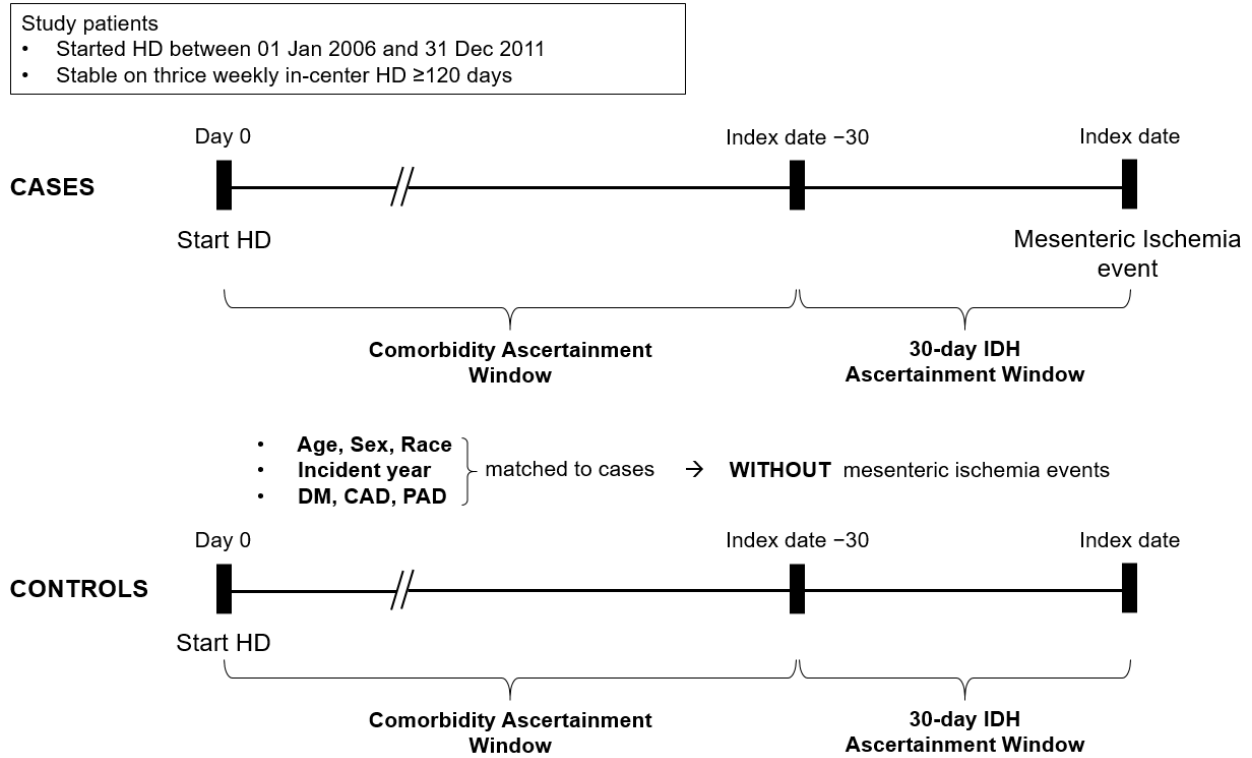 Study patients
• Started HD between 01 Jan 2006 and 31 Dec 2011
• Stable on thrice weekly in-center HD ≥120 days
Day 0
Index date −30
Index date
CASES
Start HD
Mesenteric Ischemia
event
Comorbidity Ascertainment
Window
30-day IDH
Ascertainment Window
• Age, Sex, Race
• Incident year
• DM, CAD, PAD
matched to cases → WITHOUT mesenteric ischemia events
Day 0
Index date −30
Index date
CONTROLS
Start HD
Comorbidity Ascertainment
Window
30-day IDH
Ascertainment Window